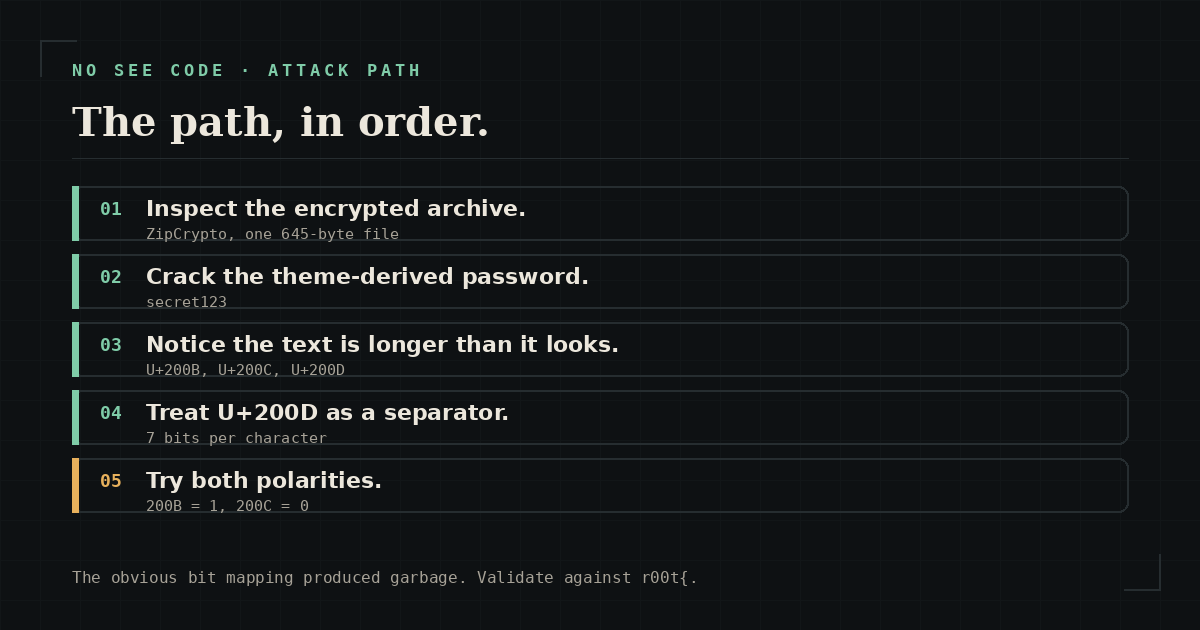 NO SEE CODE · ATTACK PATH
The path, in order.
01 Inspect the encrypted archive.
ZipCrypto, one 645-byte file
02 Crack the theme-derived password.
secret123
03 Notice the text is longer than it looks.
U+200B, U+200C, U+200D
04 Treat U+200D as a separator.
7 bits per character
05 Try both polarities.
200B = 1, 200C = 0
The obvious bit mapping produced garbage. Validate against r00t{.